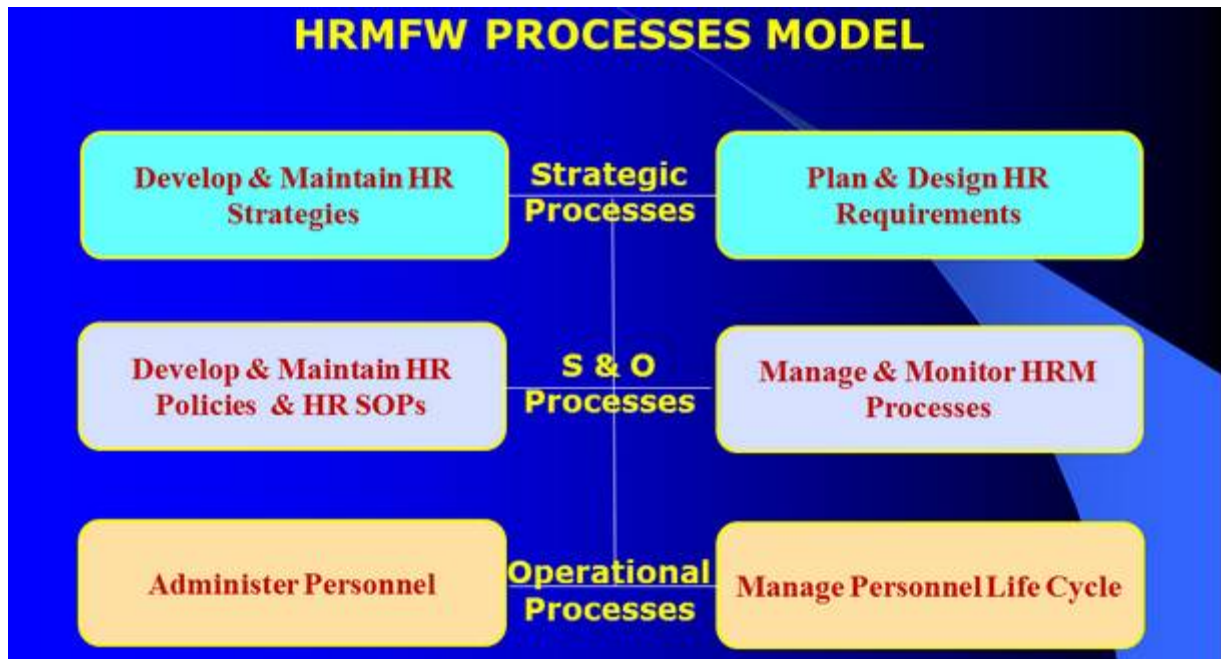 HRMFW PROCESSES MODEL
Develop & Maintain HR
Strategies
Strategic
Processes
Plan & Design HR
Requirements
Develop & Maintain HR
Policies & HR SOPs
S & O
Processes
Manage & Monitor HRM
Processes
Administer Personnel
Operational
Processes
Manage Personnel Life Cycle